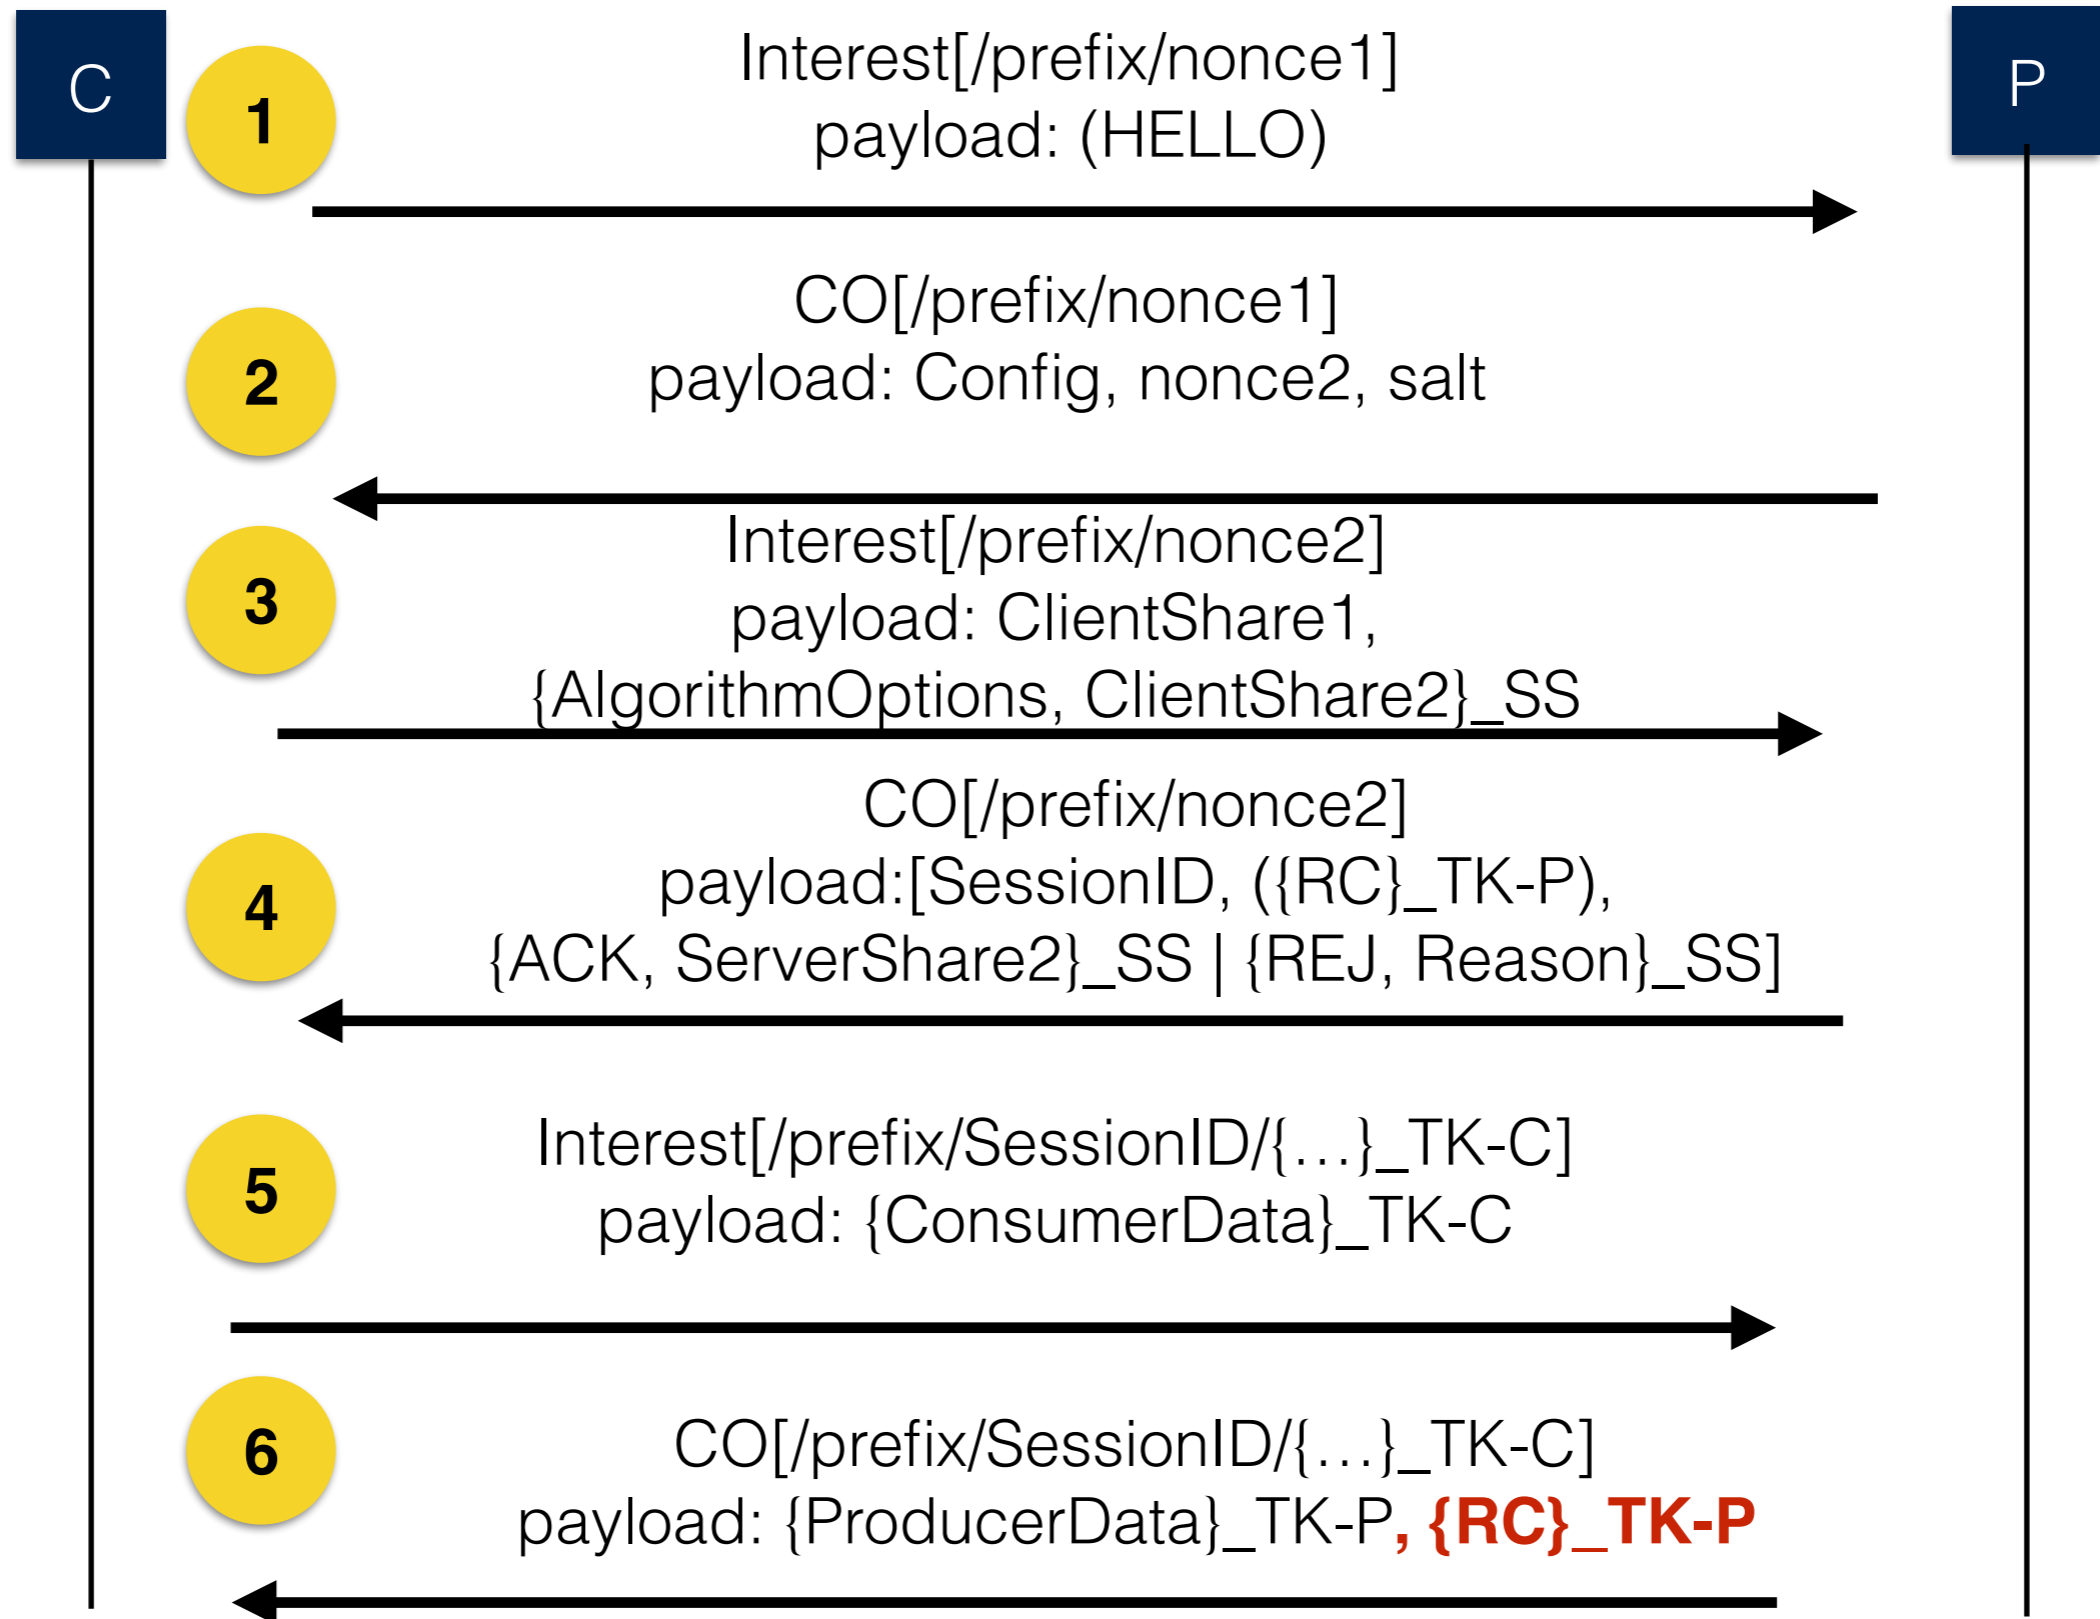 C
P
1
Interest[/prefix/nonce1]
payload: (HELLO)
2
CO[/prefix/nonce1]
payload: Config, nonce2, salt
3
Interest[/prefix/nonce2]
payload: ClientShare1,
{AlgorithmOptions, ClientShare2}_SS
4
CO[/prefix/nonce2]
payload:[SessionID, ({RC}_TK-P),
{ACK, ServerShare2}_SS | {REJ, Reason}_SS]
5
Interest[/prefix/SessionID/{…}_TK-C]
payload: {ConsumerData}_TK-C
6
CO[/prefix/SessionID/{…}_TK-C]
payload: {ProducerData}_TK-P, {RC}_TK-P